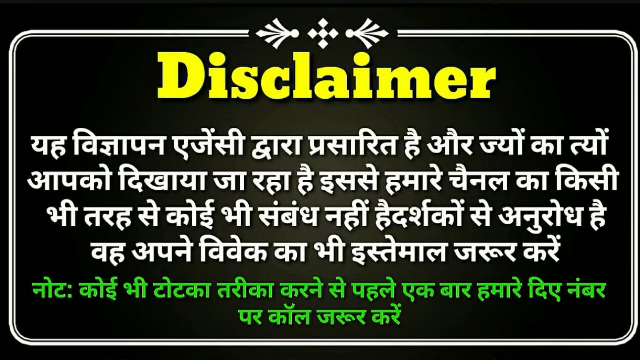 Disclaimer
यह विज्ञापन एजेंसी द्वारा प्रसारित है और ज्यों का त्यों
आपको दिखाया जा रहा है इससे हमारे चैनल का किसी
भी तरह से कोई भी संबंध नहीं हैदर्शकों से अनुरोध है
वह अपने विवेक का भी इस्तेमाल जरूर करें
नोट: कोई भी टोटका तरीका करने से पहले एक बार हमारे दिए नंबर
पर कॉल जरूर करें